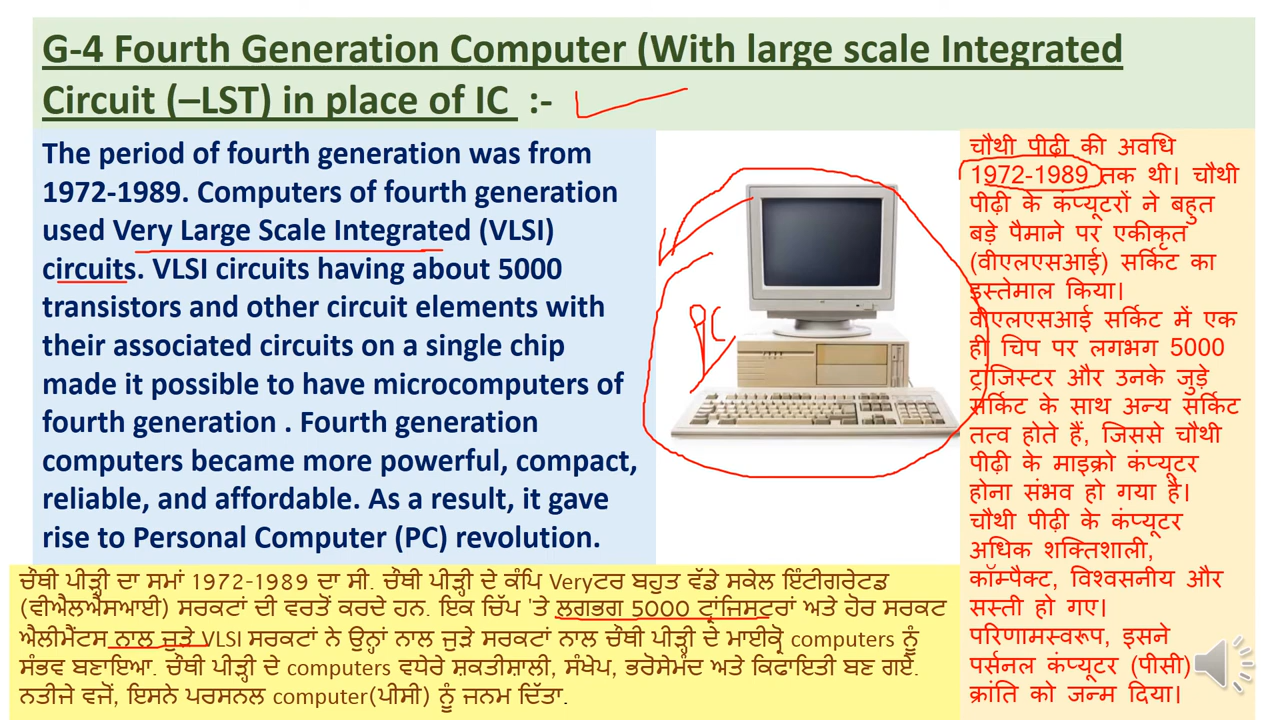 G-4 Fourth Generation Computer (With large scale Integrated
Circuit (–LST) in place of IC  :-
The period of fourth generation was from
1972-1989. Computers of fourth generation
used Very Large Scale Integrated (VLSI)
circuits. VLSI circuits having about 5000
transistors and other circuit elements with
their associated circuits on a single chip
made it possible to have microcomputers of
fourth generation . Fourth generation
computers became more powerful, compact,
reliable, and affordable. As a result, it gave
rise to Personal Computer (PC) revolution.
PC
चौथी पीढ़ी की अवधि
1972-1989 तक थी। चौथी
पीढ़ी के कंप्यूटरों ने बहुत
बड़े पैमाने पर एकीकृत
(वीएलएसआई) सर्किट का
इस्तेमाल किया।
वीएलएसआई सर्किट में एक
ही चिप पर लगभग 5000
ट्रांजिस्टर और उनके जुड़े
सर्किट के साथ अन्य सर्किट
तत्व होते हैं, जिससे चौथी
पीढ़ी के माइक्रो कंप्यूटर
होना संभव हो गया है।
चौथी पीढ़ी के कंप्यूटर
अधिक शक्तिशाली,
कॉम्पैक्ट, विश्वसनीय और
सस्ती हो गए।
परिणामस्वरूप, इसने
पर्सनल कंप्यूटर (पीसी)
क्रांति को जन्म दिया।
ਚੌਥੀ ਪੀੜ੍ਹੀ ਦਾ ਸਮਾਂ 1972-1989 ਦਾ ਸੀ. ਚੌਥੀ ਪੀੜ੍ਹੀ ਦੇ ਕੰਪਿ Veryਟਰ ਬਹੁਤ ਵੱਡੇ ਸਕੇਲ ਇੰਟੀਗਰੇਟਡ
(ਵੀਐਲਐਸਆਈ) ਸਰਕਟਾਂ ਦੀ ਵਰਤੋਂ ਕਰਦੇ ਹਨ. ਇਕ ਚਿੱਪ 'ਤੇ ਲਗਭਗ 5000 ਟ੍ਰਾਂਜਿਸਟਰਾਂ ਅਤੇ ਹੋਰ ਸਰਕਟ
ਐਲੀਮੈਂਟਸ ਨਾਲ ਜੁੜੇ VLSI ਸਰਕਟਾਂ ਨੇ ਉਨ੍ਹਾਂ ਨਾਲ ਜੁੜੇ ਸਰਕਟਾਂ ਨਾਲ ਚੌਥੀ ਪੀੜ੍ਹੀ ਦੇ ਮਾਈਕ੍ਰੋ computers ਨੂੰ
ਸੰਭਵ ਬਣਾਇਆ. ਚੌਥੀ ਪੀੜ੍ਹੀ ਦੇ computers ਵਧੇਰੇ ਸ਼ਕਤੀਸ਼ਾਲੀ, ਸੰਖੇਪ, ਭਰੋਸੇਮੰਦ ਅਤੇ ਕਿਫਾਇਤੀ ਬਣ ਗਏ.
ਨਤੀਜੇ ਵਜੋਂ, ਇਸਨੇ ਪਰਸਨਲ computer(ਪੀਸੀ) ਨੂੰ ਜਨਮ ਦਿੱਤਾ.